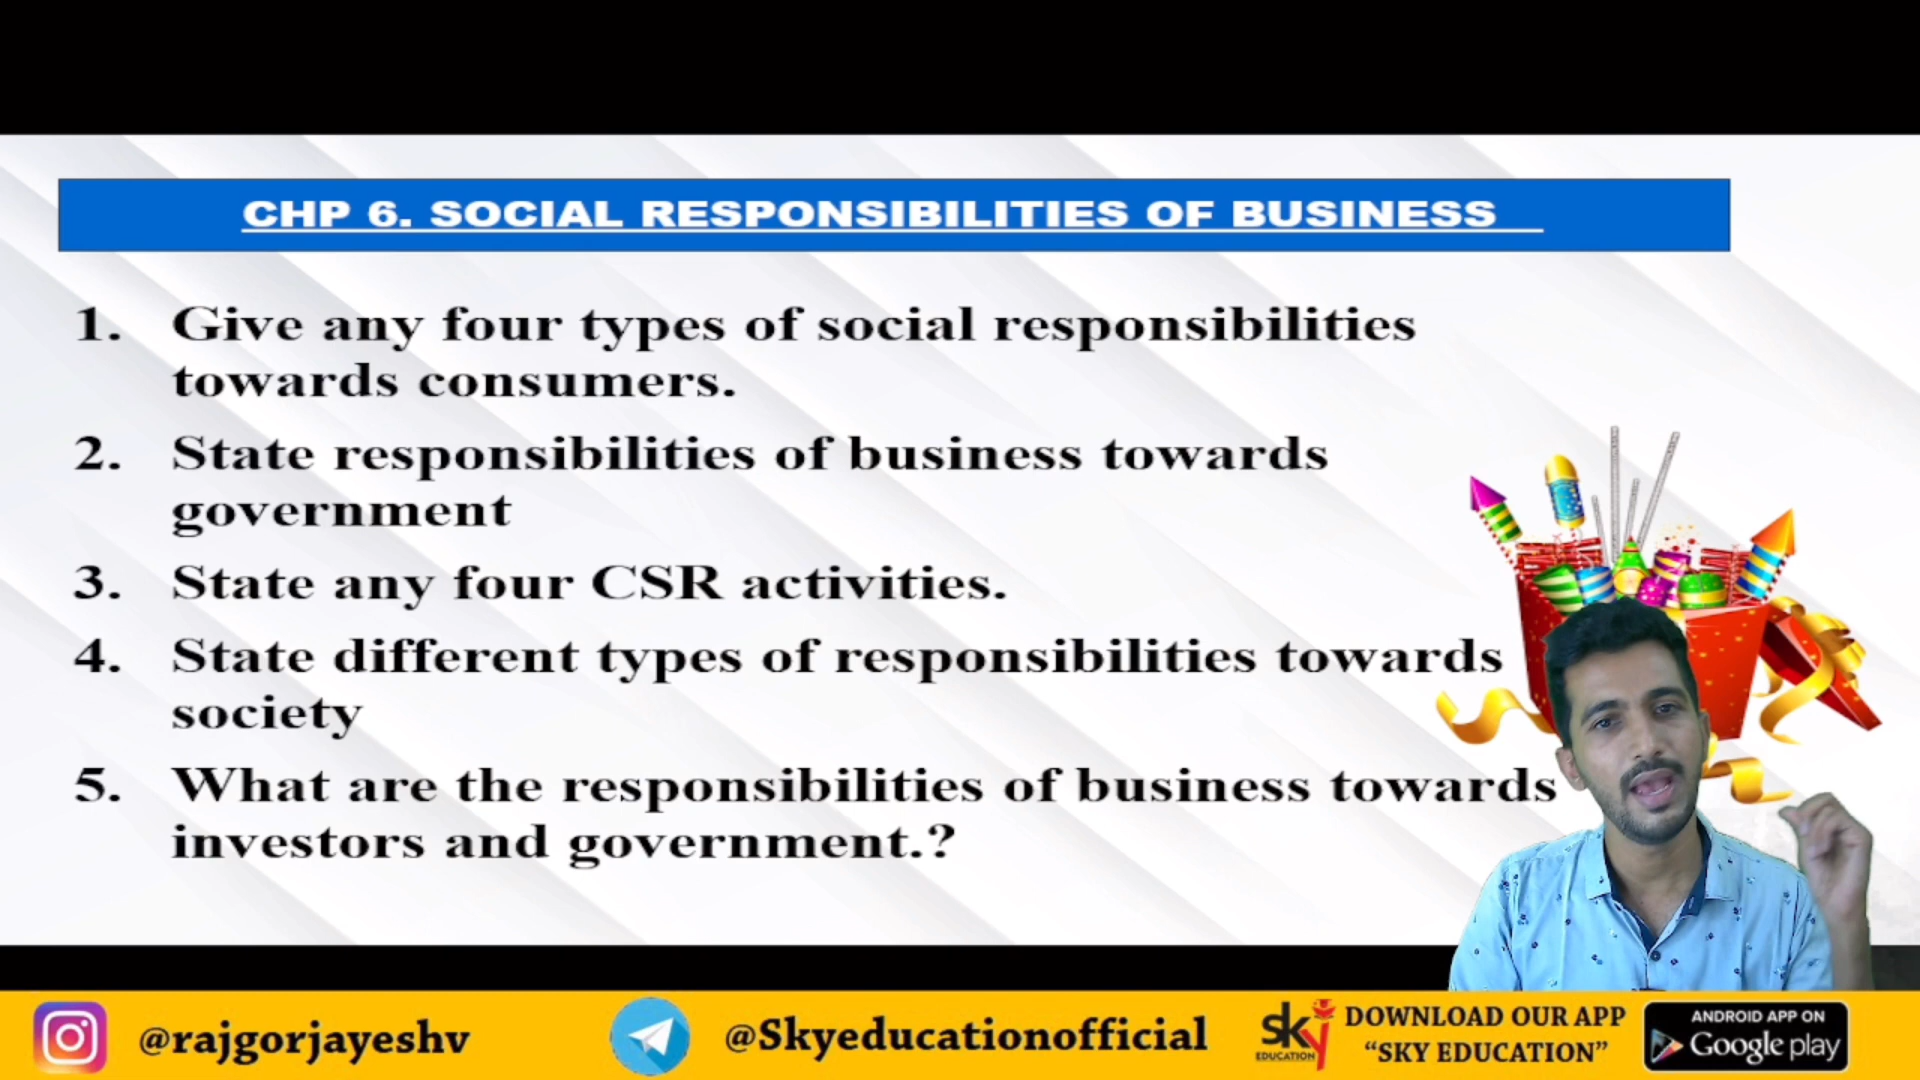 CHP 6. SOCIAL RESPONSIBILITIES OF BUSINESS
1. Give any four types of social responsibilities
towards consumers.
2. State responsibilities of business towards
government
3. State any four CSR activities.
4. State different types of responsibilities towards
society
5. What are the responsibilities of business towards
investors and government.?
@rajgorjayeshv
@Skyeducationofficial
sky
EDUCATION
DOWNLOAD OUR APP
“SKY EDUCATION”
ANDROID APP ON
Google play